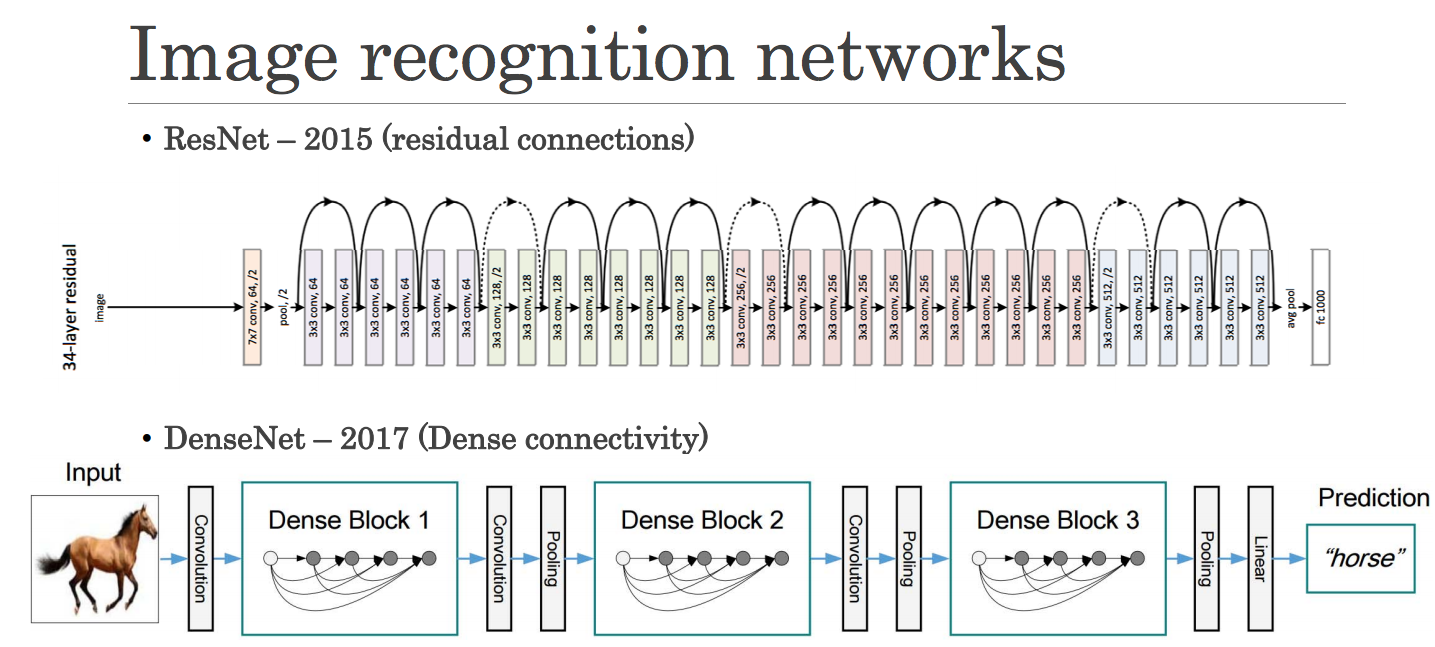 Image recognition networks
• ResNet – 2015 (residual connections)
34-layer residual
image
7x7 conv, 64, /2
pool, /2
3x3 conv, 64
3x3 conv, 64
3x3 conv, 64
3x3 conv, 64
3x3 conv, 64
3x3 conv, 64
3x3 conv, 128, /2
3x3 conv, 128
3x3 conv, 128
3x3 conv, 128
3x3 conv, 128
3x3 conv, 128
3x3 conv, 128
3x3 conv, 128
3x3 conv, 256, /2
3x3 conv, 256
3x3 conv, 256
3x3 conv, 256
3x3 conv, 256
3x3 conv, 256
3x3 conv, 256
3x3 conv, 256
3x3 conv, 256
3x3 conv, 256
3x3 conv, 256
3x3 conv, 256
3x3 conv, 512, /2
3x3 conv, 512
3x3 conv, 512
3x3 conv, 512
3x3 conv, 512
3x3 conv, 512
avg pool
fc 1000
• DenseNet – 2017 (Dense connectivity)
Input
Convolution
Dense Block 1
Convolution
Pooling
Dense Block 2
Convolution
Pooling
Dense Block 3
Pooling
Linear
Prediction
“horse”